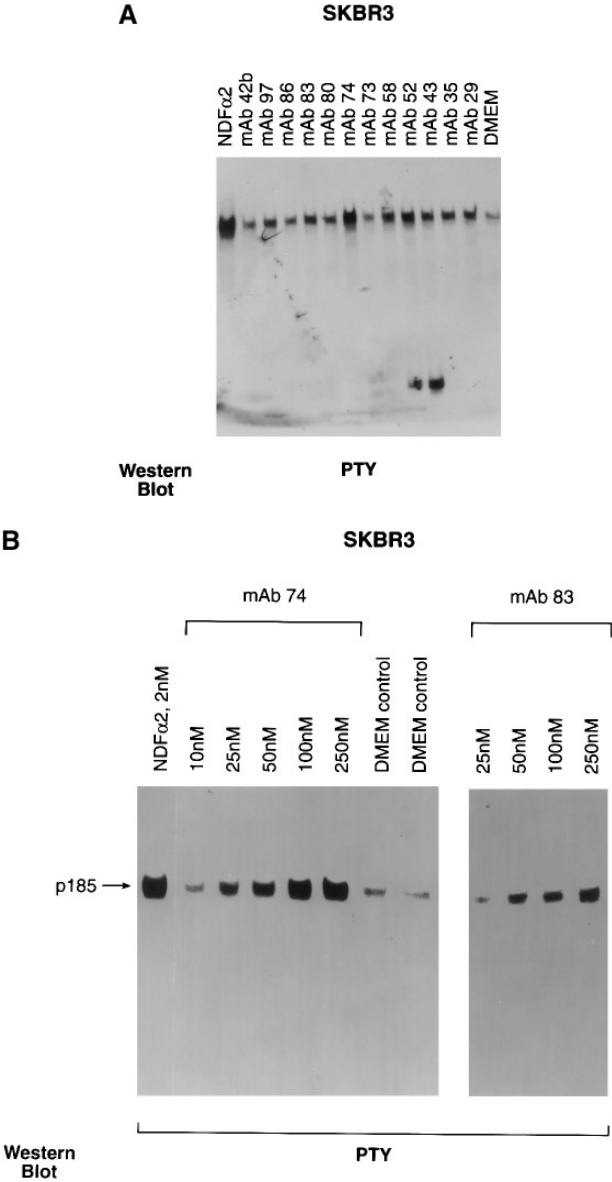 A
SKBR3
NDFα2
mAb 42b
mAb 97
mAb 86
mAb 83
mAb 80
mAb 74
mAb 73
mAb 58
mAb 52
mAb 43
mAb 35
mAb 29
DMEM
Western
Blot
PTY
B
SKBR3
mAb 74
mAb 83
NDFα2, 2nM
10nM
25nM
50nM
100nM
250nM
DMEM control
DMEM control
25nM
50nM
100nM
250nM
p185
Western
Blot
PTY